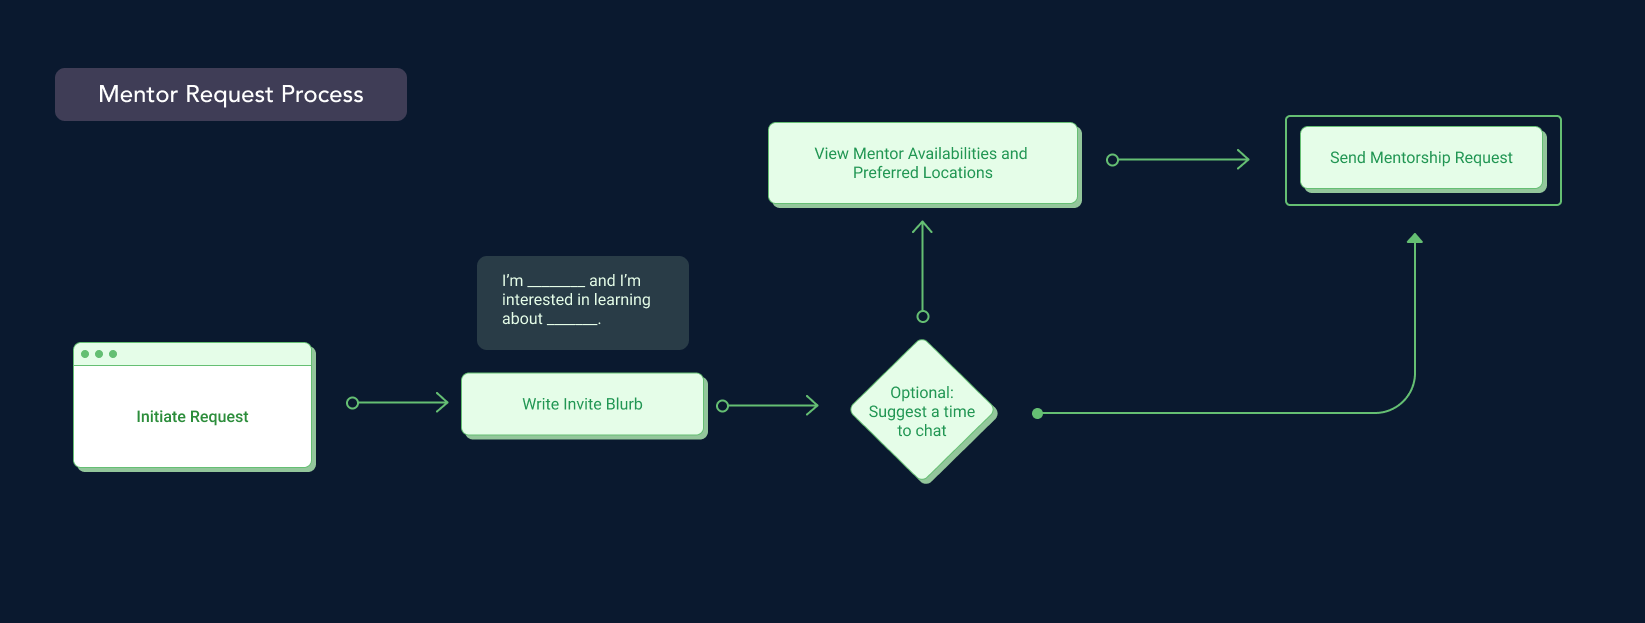 Mentor Request Process
View Mentor Availabilities and
Preferred Locations
Send Mentorship Request
I’m ________ and I’m
interested in learning
about _______.
Initiate Request
Write Invite Blurb
Optional:
Suggest a time
to chat